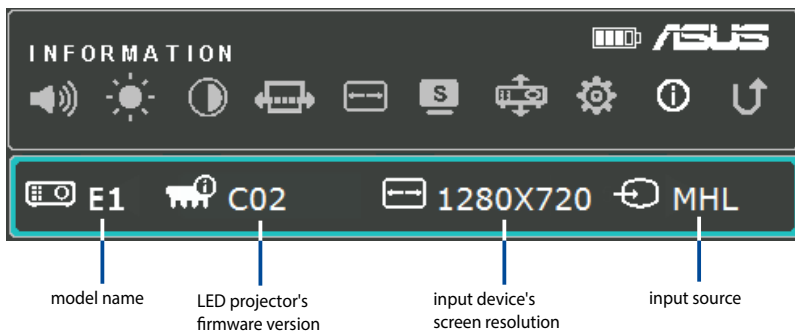 ASUS
INFORMATION
S
E1 C02 1280X720 MHL
model name LED projector's input device's input source
firmware version screen resolution